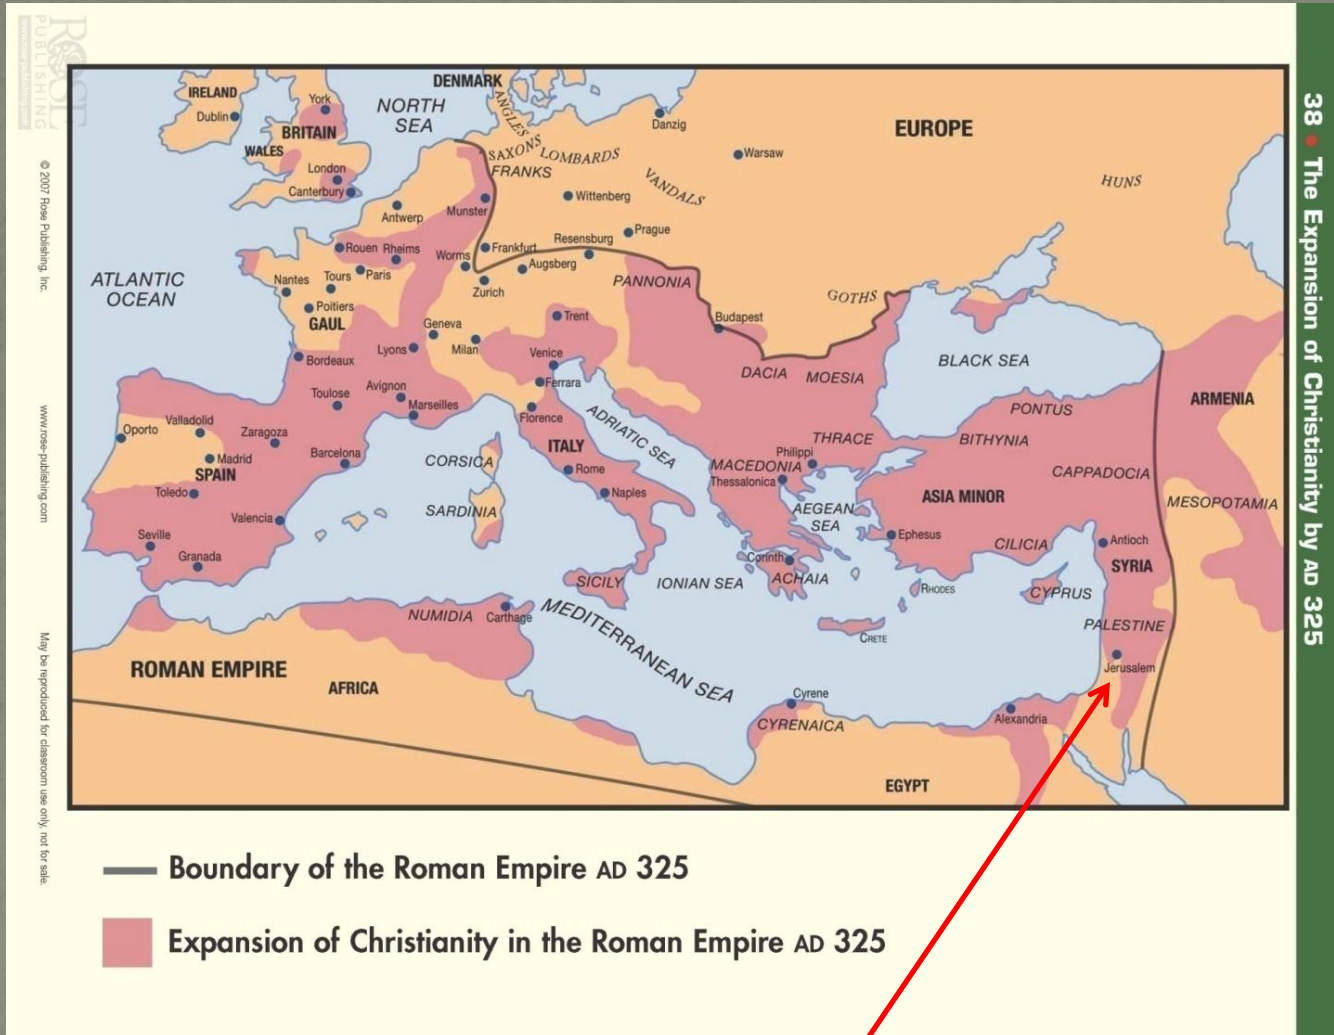 ROSE
PUBLISHING
www.rose-publishing.com
© 2007 Rose Publishing, Inc.
www.rose-publishing.com
May be reproduced for classroom use only, not for sale.
38 • The Expansion of Christianity by AD 325
IRELAND
Dublin
York
BRITAIN
WALES
London
Canterbury
NORTH
SEA
DENMARK
ANGLES
SAXONS
LOMBARDS
FRANKS
VANDALS
Danzig
Warsaw
EUROPE
HUNS
Wittenberg
Prague
Antwerp
Munster
Frankfurt
Resensburg
Augsberg
Worms
Zurich
Rouen
Rheims
Paris
Tours
Nantes
Poitiers
GAUL
ATLANTIC
OCEAN
PANNONIA
GOTHS
Budapest
DACIA
MOESIA
BLACK SEA
Geneva
Trent
Milan
Lyons
Venice
Ferrara
Florence
Bordeaux
Toulose
Avignon
Marseilles
Oporto
Valladolid
Zaragoza
Madrid
SPAIN
Toledo
Barcelona
Valencia
Seville
Granada
CORSICA
SARDINIA
ITALY
Rome
Naples
ADRIATIC SEA
SICILY
IONIAN SEA
THRACE
Philippi
MACEDONIA
Thessalonica
AEGEAN
SEA
Corinth
ACHAIA
PONTUS
BITHYNIA
CAPPADOCIA
ASIA MINOR
Ephesus
CILICIA
ARMENIA
MESOPOTAMIA
Antioch
SYRIA
RHODES
CYPRUS
CRETE
PALESTINE
Jerusalem
MEDITERRANEAN SEA
NUMIDIA
Carthage
ROMAN EMPIRE
AFRICA
Cyrene
CYRENAICA
Alexandria
EGYPT
Boundary of the Roman Empire AD 325
Expansion of Christianity in the Roman Empire AD 325